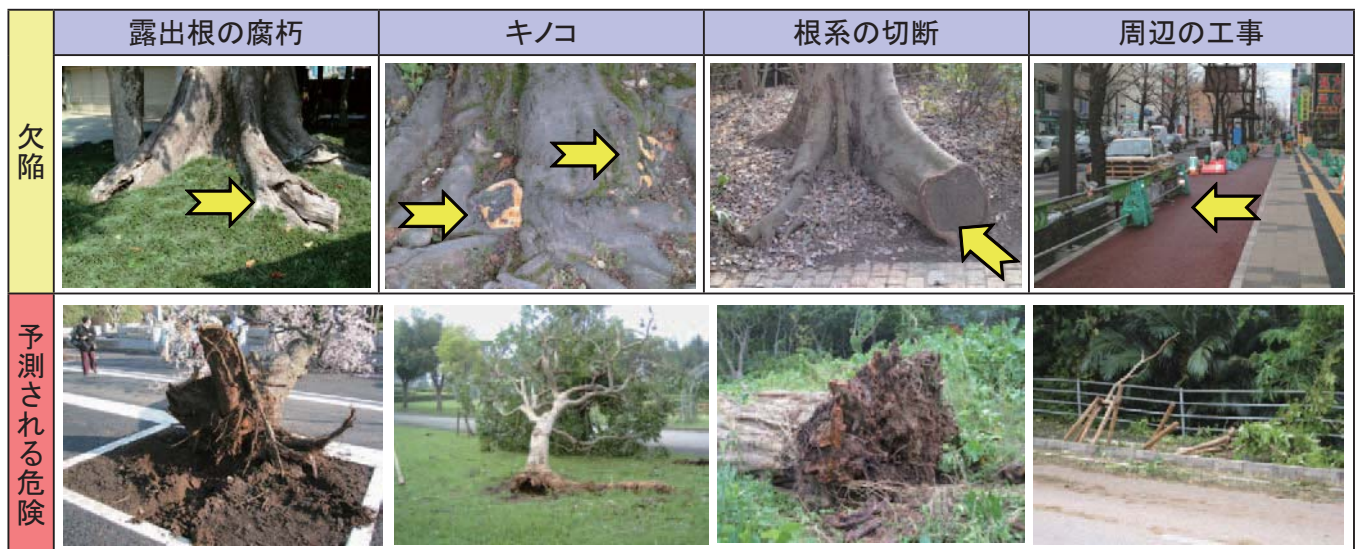 露出根の腐朽
キノコ
根系の切断
周辺の工事
欠陥
予測される危険